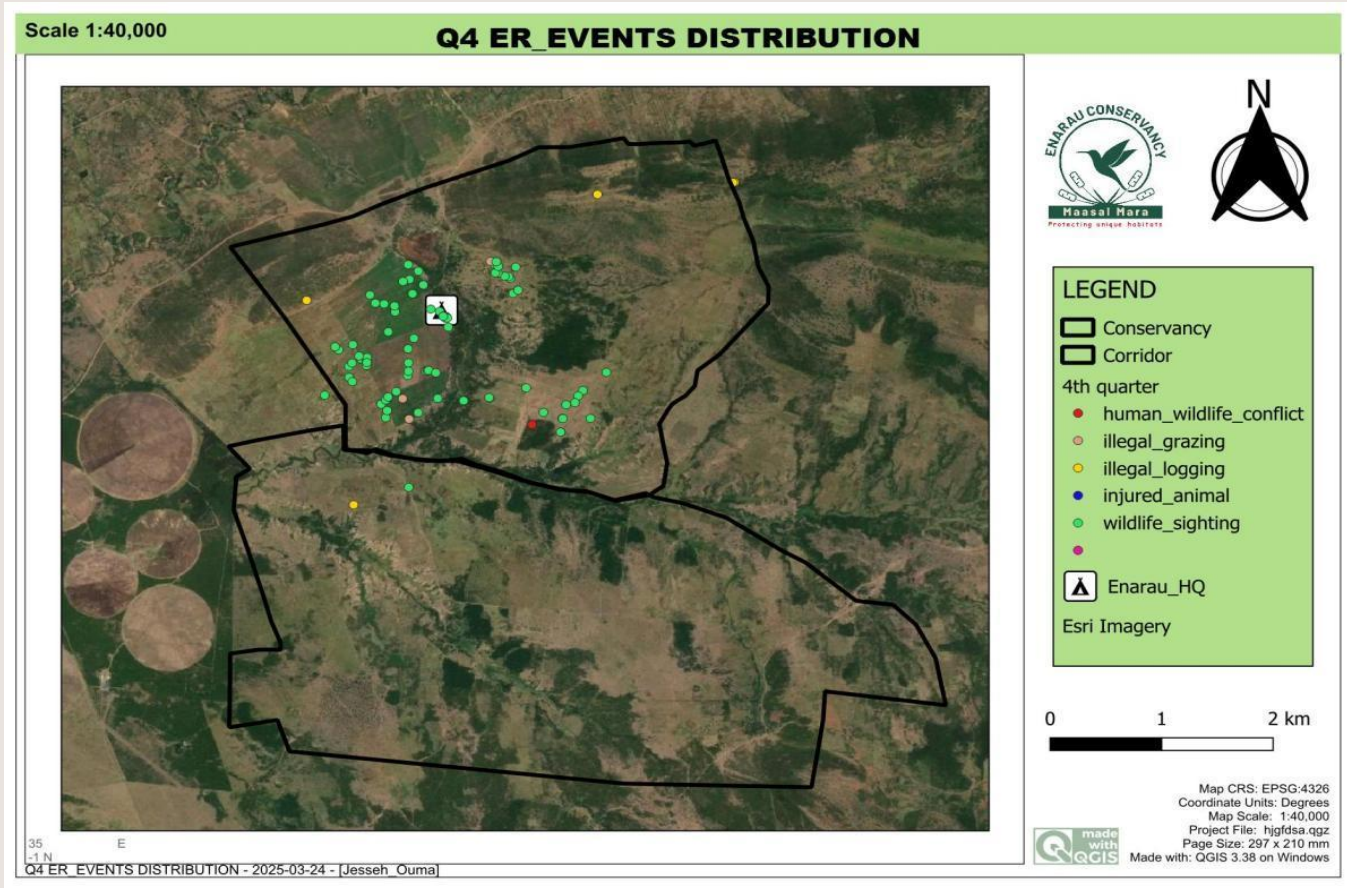 Scale 1:40,000
Q4 ER_EVENTS DISTRIBUTION
ENARAU CONSERVANCY
Maasai Mara
Protecting unique habitats
N
LEGEND
Conservancy
Corridor
4th quarter
human_wildlife_conflict
illegal_grazing
illegal_logging
injured_animal
wildlife_sighting
Enarau_HQ
Esri Imagery
0 1 2 km
Map CRS: EPSG:4326
Coordinate Units: Degrees
Map Scale: 1:40,000
Project File: hjgfdsa.qgz
Page Size: 297 x 210 mm
Made with: QGIS 3.38 on Windows
made
with
QGIS
35 E
-1 N
Q4 ER_EVENTS DISTRIBUTION - 2025-03-24 - [Jesseh_Ouma]